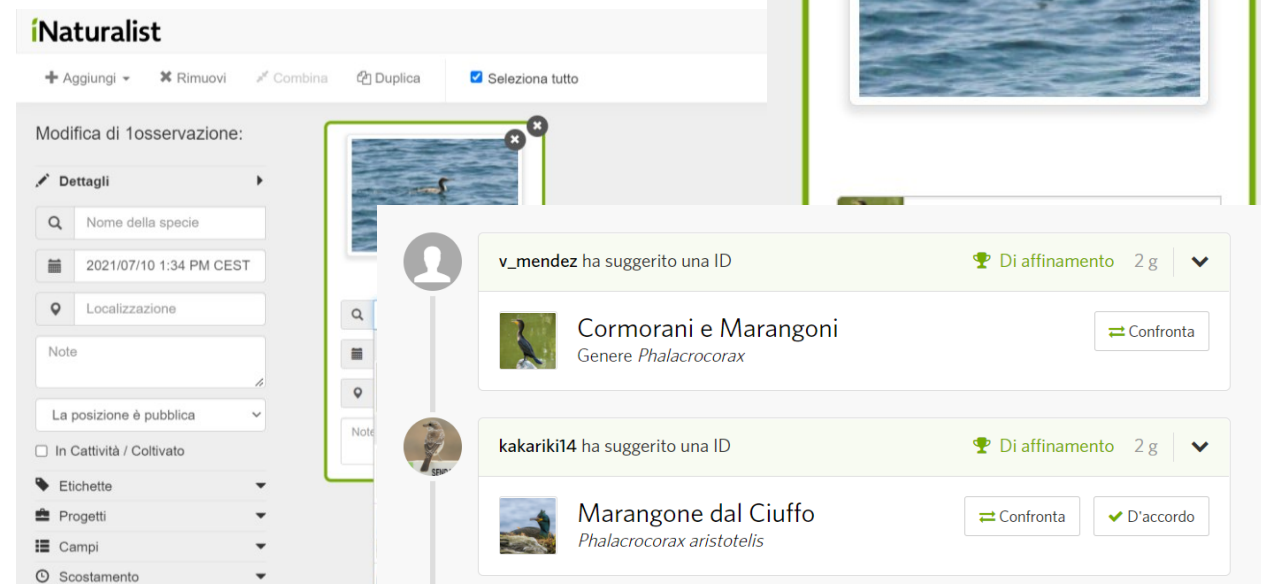 iNaturalist
Aggiungi
Rimuovi
Combina
Duplica
Seleziona tutto
Modifica di 1osservazione:
Dettagli
Nome della specie
2021/07/10 1:34 PM CEST
Localizzazione
Note
La posizione è pubblica
In Cattività / Coltivato
Etichette
Progetti
Campi
Scostamento
Note
v_mendez ha suggerito una ID
Di affinamento
2 g
Cormorani e Marangoni
Genere Phalacrocorax
Confronta
kakariki14 ha suggerito una ID
Di affinamento
2 g
Marangone dal Ciuffo
Phalacrocorax aristotelis
Confronta
D'accordo